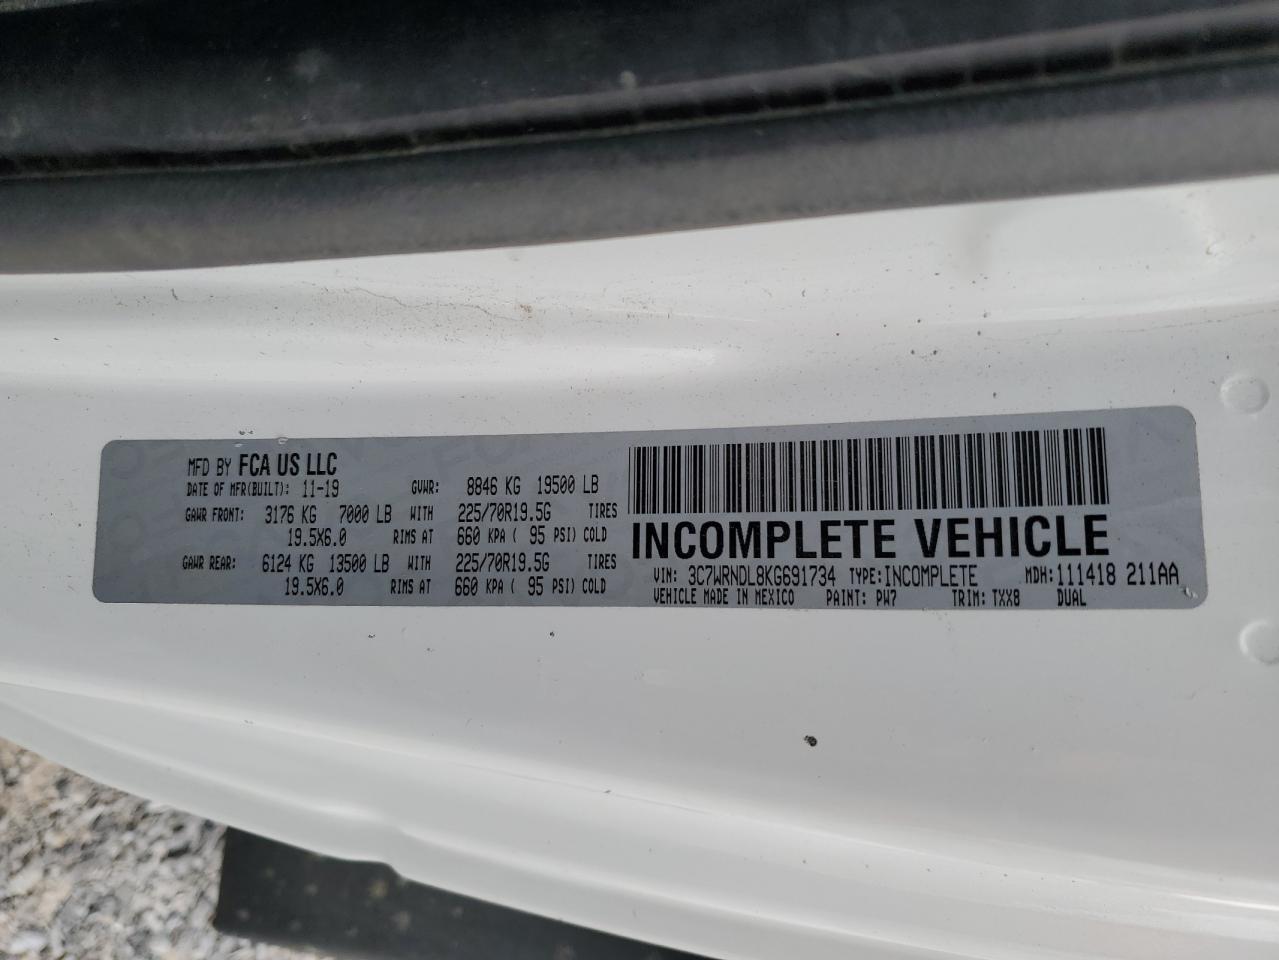 MFD BY FCA US LLC
DATE OF MFR(BUILT): 11-19 GVWR: 8846 KG 19500 LB
GAWR FRONT: 3176 KG 7000 LB WITH 225/70R19.5G TIRES
19.5X6.0 RIMS AT 660 KPA ( 95 PSI) COLD
GAWR REAR: 6124 KG 13500 LB WITH 225/70R19.5G TIRES
19.5X6.0 RIMS AT 660 KPA ( 95 PSI) COLD
INCOMPLETE VEHICLE
VIN: 3C7WRNDL8KG691734 TYPE:INCOMPLETE MDH:111418 211AA
VEHICLE MADE IN MEXICO PAINT: PW7 TRIM: TXX8 DUAL